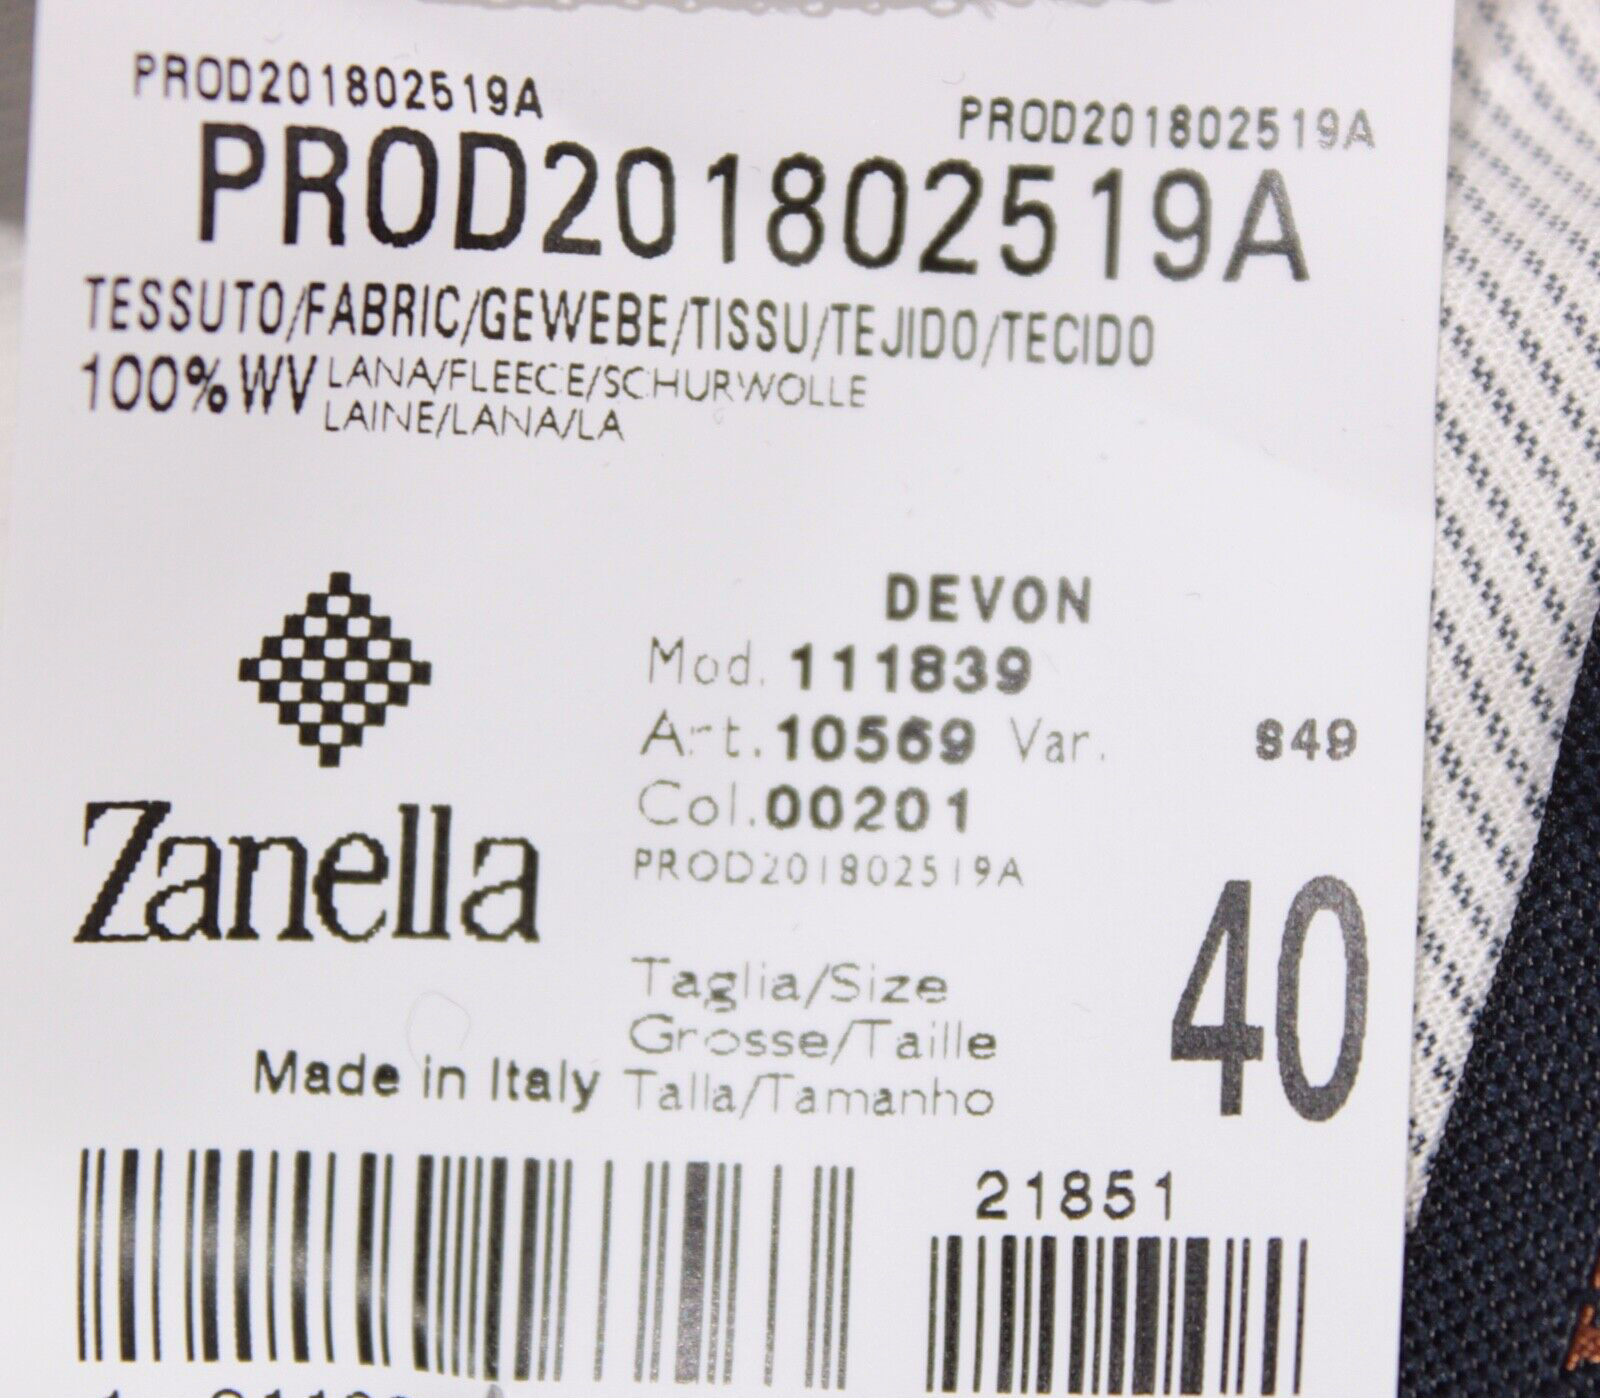 PROD201802519A
PROD201802519A
PROD201802519A
TESSUTO/FABRIC/GEWEBE/TISSU/TEJIDO/TECIDO
100% WV LANA/FLEECE/SCHURWOLLE
LAINE/LANA/LA
DEVON
Mod. 111839
Art. 10569 Var. 849
Col. 00201
PROD201802519A
Zanella
Taglia/Size
Grosse/Taille
Talla/Tamanho
40
Made in Italy
21851